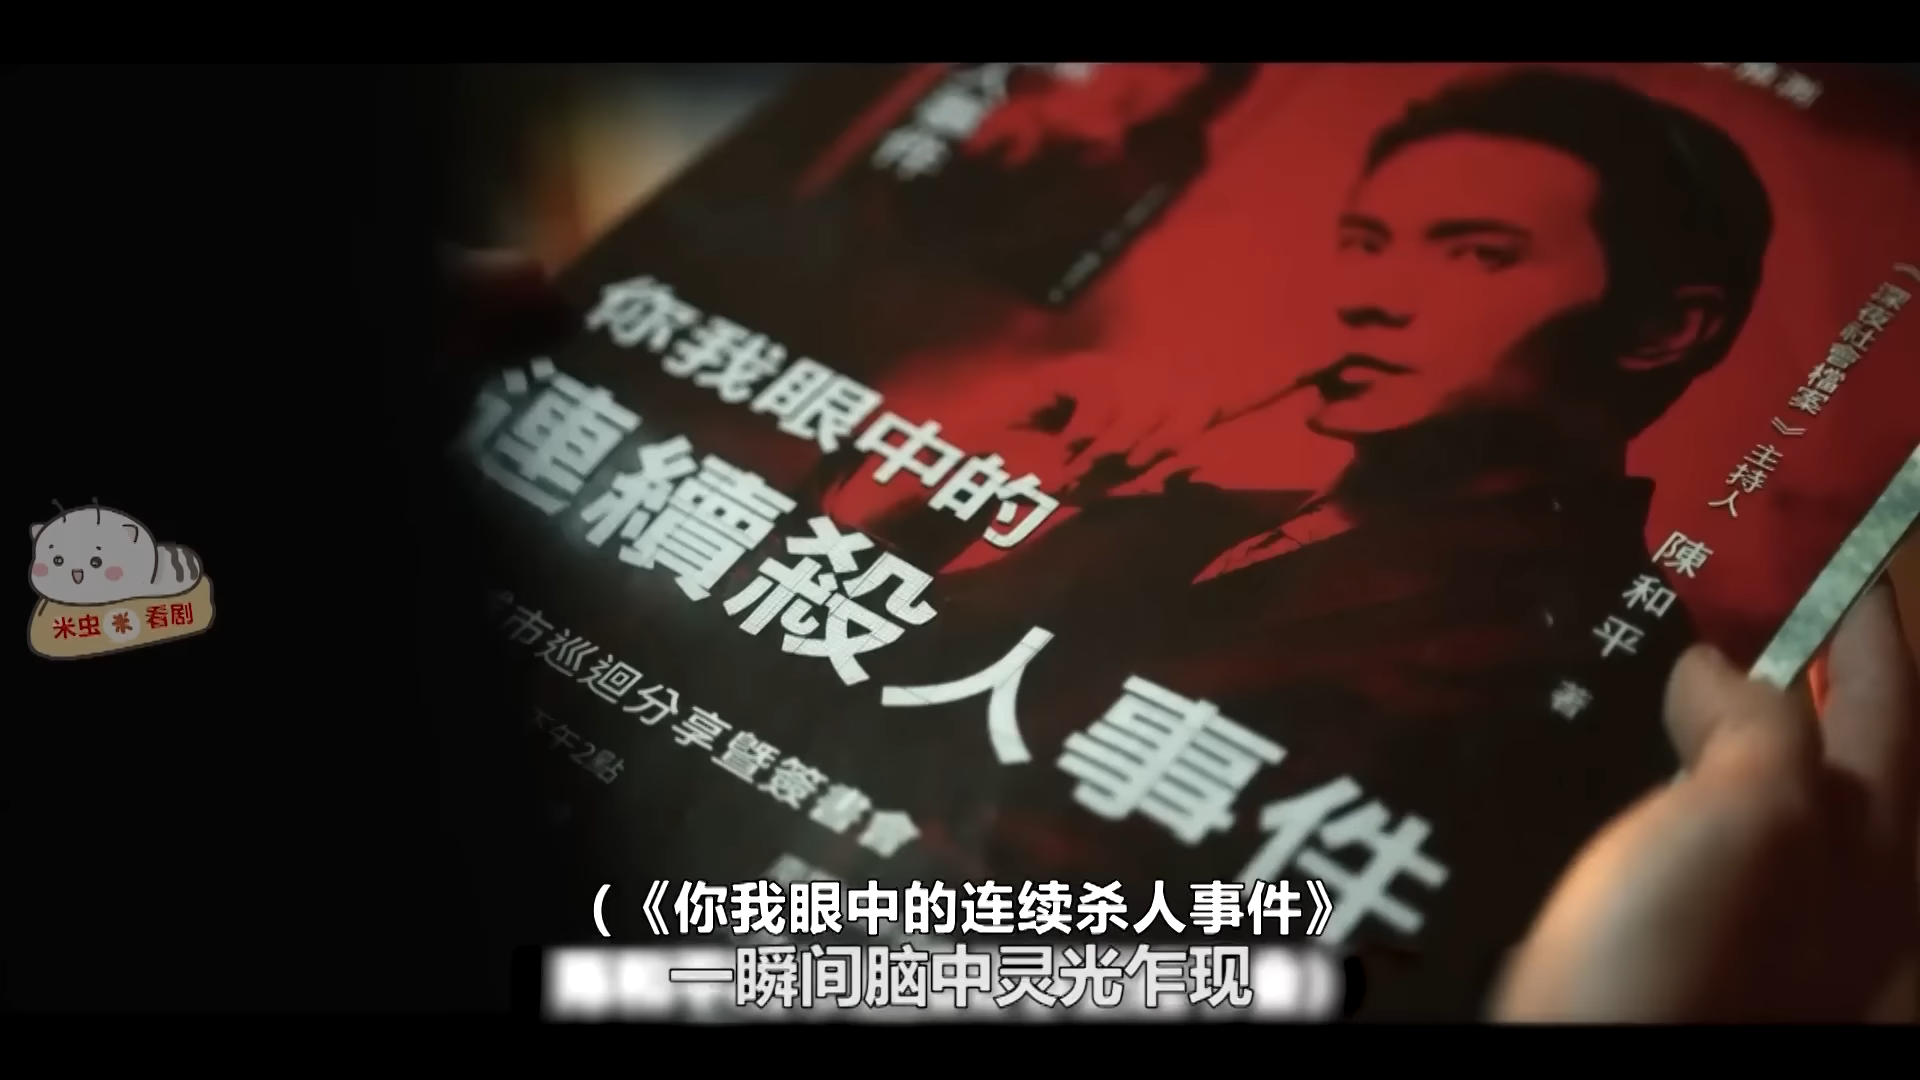 你我眼中的
連續殺人事件
《深夜社會檔案》主持人 陳和平 著
市巡迴分享暨簽書會
下午2點
米虫 米 看剧
(《你我眼中的连续杀人事件》
一瞬间脑中灵光乍现